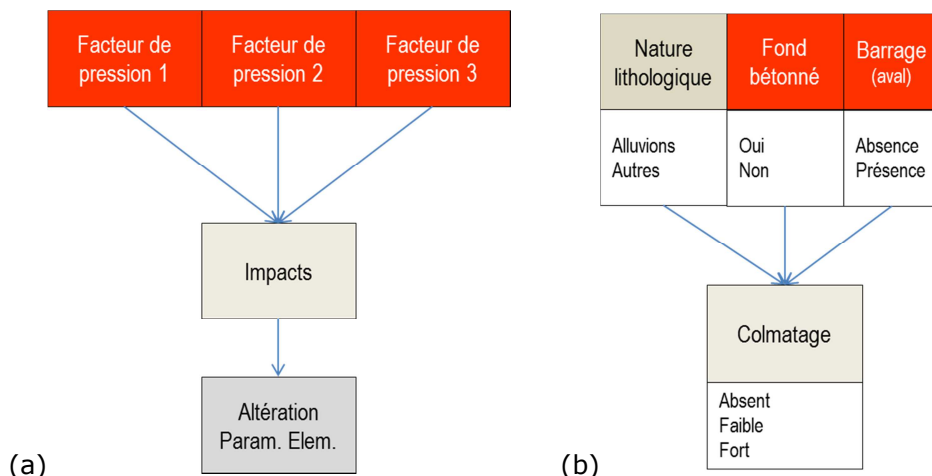 Facteur de
pression 1
Facteur de
pression 2
Facteur de
pression 3
Impacts
Altération
Param. Elem.
(a)
Nature
lithologique
Fond
bétonné
Barrage
(aval)
Alluvions
Autres
Oui
Non
Absence
Présence
Colmatage
Absent
Faible
Fort
(b)